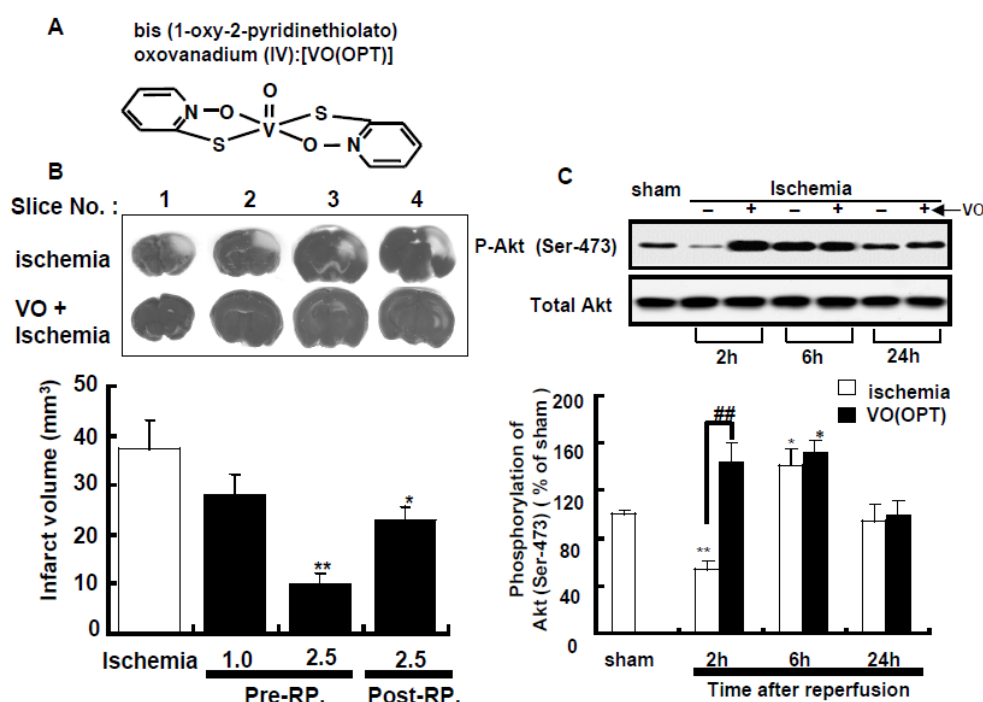 A
bis (1-oxy-2-pyridinethiolato)
oxovanadium (IV):[VO(OPT)]
O
N O V S
S O N
B
Slice No. : 1 2 3 4
ischemia
VO +
Ischemia
Infarct volume (mm³)
50
40
30
20
10
0
**
*
Ischemia 1.0 2.5 2.5
Pre-RP. Post-RP.
C
sham Ischemia
– + – + – + VO
P-Akt (Ser-473)
Total Akt
2h 6h 24h
ischemia
VO(OPT)
Phosphorylation of
Akt (Ser-473) ( % of sham)
200
160
120
80
40
0
##
**
*
*
sham 2h 6h 24h
Time after reperfusion